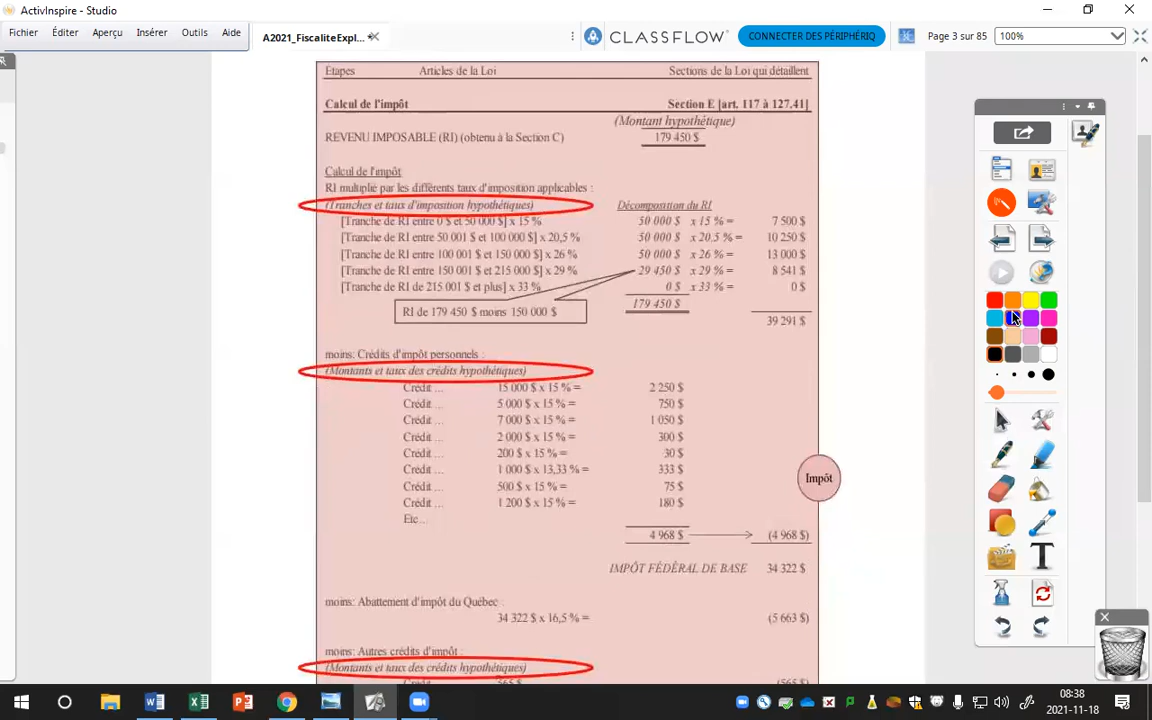 ActivInspire - Studio
Fichier Éditer Aperçu Insérer Outils Aide
A2021_FiscaliteExpl...
CLASSFLOW CONNECTER DES PÉRIPHÉRIQ
Page 3 sur 85 100%
Étapes Articles de la Loi Sections de la Loi qui détaillent
Calcul de l'impôt Section E [art. 117 à 127.41]
(Montant hypothétique)
REVENU IMPOSABLE (RI) (obtenu à la Section C) 179 450 $
Calcul de l'impôt
RI multiplié par les différents taux d'imposition applicables :
(Tranches et taux d'imposition hypothétiques) Décomposition du RI
[Tranche de RI entre 0 $ et 50 000 $] x 15 % 50 000 $ x 15 % = 7 500 $
[Tranche de RI entre 50 001 $ et 100 000 $] x 20,5 % 50 000 $ x 20,5 % = 10 250 $
[Tranche de RI entre 100 001 $ et 150 000 $] x 26 % 50 000 $ x 26 % = 13 000 $
[Tranche de RI entre 150 001 $ et 215 000 $] x 29 % 29 450 $ x 29 % = 8 541 $
[Tranche de RI de 215 001 $ et plus] x 33 % 0 $ x 33 % = 0 $
179 450 $
RI de 179 450 $ moins 150 000 $
39 291 $
moins: Crédits d'impôt personnels :
(Montants et taux des crédits hypothétiques)
Crédit ... 15 000 $ x 15 % = 2 250 $
Crédit ... 5 000 $ x 15 % = 750 $
Crédit ... 7 000 $ x 15 % = 1 050 $
Crédit ... 2 000 $ x 15 % = 300 $
Crédit ... 200 $ x 15 % = 30 $
Crédit ... 1 000 $ x 13,33 % = 333 $
Impôt
Crédit ... 500 $ x 15 % = 75 $
Crédit ... 1 200 $ x 15 % = 180 $
Etc...
4 968 $ (4 968 $)
IMPÔT FÉDÉRAL DE BASE 34 322 $
moins: Abattement d'impôt du Québec :
34 322 $ x 16,5 % = (5 663 $)
moins: Autres crédits d'impôt :
(Montants et taux des crédits hypothétiques)
Crédit 565 $ (565 $)
08:38
2021-11-18